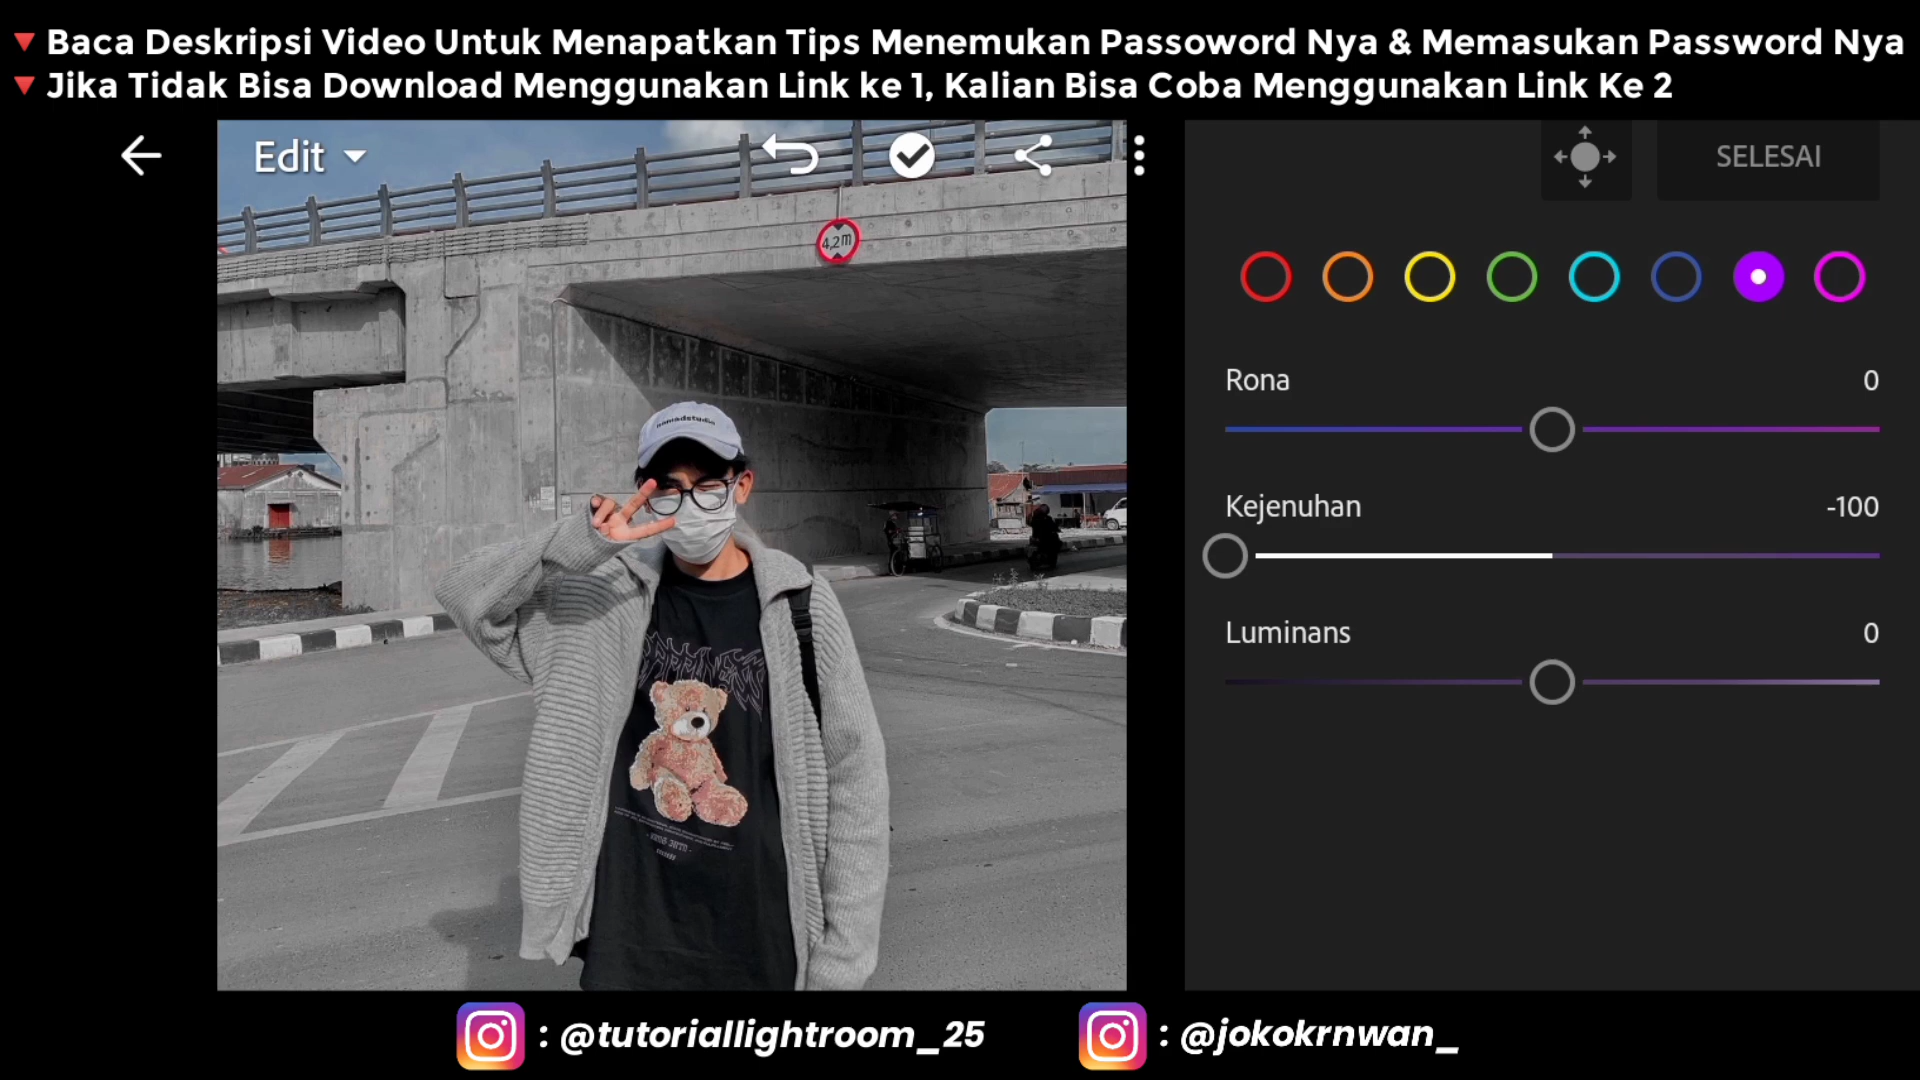 🔻Baca Deskripsi Video Untuk Menapatkan Tips Menemukan Passoword Nya & Memasukan Password Nya
🔻Jika Tidak Bisa Download Menggunakan Link ke 1, Kalian Bisa Coba Menggunakan Link Ke 2
Edit
SELESAI
4,2m
Rona 0
Kejenuhan -100
Luminans 0
: @tutoriallightroom_25
: @jokokrnwan_